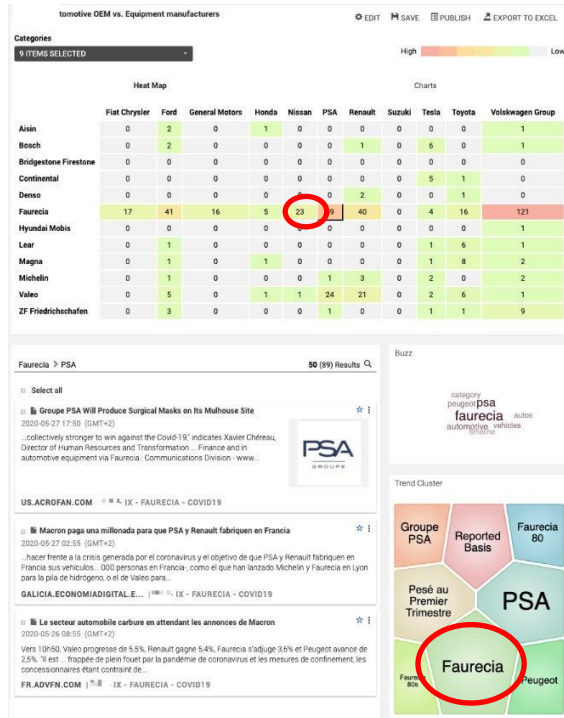 tomotive OEM vs. Equipment manufacturers
EDIT SAVE PUBLISH EXPORT TO EXCEL
Categories
9 ITEMS SELECTED
High Low
Heat Map Charts
Fiat Chrysler Ford General Motors Honda Nissan PSA Renault Suzuki Tesla Toyota Volskwagen Group
Aisin 0 2 0 1 0 0 0 0 0 0 1
Bosch 0 2 0 0 0 0 1 0 6 0 1
Bridgestone Firestone 0 0 0 0 0 0 0 0 0 0 0
Continental 0 0 0 0 0 0 0 0 5 1 0
Denso 0 0 0 0 0 0 2 0 0 1 0
Faurecia 17 41 16 5 23 9 40 0 4 16 121
Hyundai Mobis 0 0 0 0 0 0 0 0 0 0 1
Lear 0 1 0 0 0 0 0 0 1 6 1
Magna 0 1 0 1 0 0 0 0 1 8 2
Michelin 0 1 0 0 0 1 3 0 2 0 2
Valeo 0 5 0 1 1 24 21 0 2 6 1
ZF Friedrichschafen 0 3 0 0 0 1 0 0 1 1 9
Faurecia > PSA 50 (89) Results
Select all
Groupe PSA Will Produce Surgical Masks on Its Mulhouse Site
2020-05-27 17:50 (GMT+2)
...collectively stronger to win against the Covid-19," indicates Xavier Chéreau,
Director of Human Resources and Transformation ... Finance and in
automotive equipment via Faurecia. Communications Division - www...
PSA
GROUPE
US.ACROFAN.COM IX - FAURECIA - COVID19
Macron paga una millonada para que PSA y Renault fabriquen en Francia
2020-05-27 02:55 (GMT+2)
...hacer frente a la crisis generada por el coronavirus y el objetivo de que PSA y Renault fabriquen en
Francia sus vehículos... 000 personas en Francia-, como el que han lanzado Michelin y Faurecia en Lyon
para la pila de hidrógeno, o el de Valeo para...
GALICIA.ECONOMIADIGITAL.E... | IX - FAURECIA - COVID19
Le secteur automobile carbure en attendant les annonces de Macron
2020-05-26 08:55 (GMT+2)
Vers 10h50, Valeo progresse de 5,5%, Renault gagne 5,4%, Faurecia s'adjuge 3,6% et Peugeot avance de
2,5%. "Il est ... frappée de plein fouet par la pandémie de coronavirus et les mesures de confinement, les
concessionnaires étant contraint de...
FR.ADVFN.COM | IX - FAURECIA - COVID19
Buzz
category
peugeot psa
faurecia autos
automotive vehicles
timeline
Trend Cluster
Groupe PSA
Reported Basis
Faurecia 80
Pesé au Premier Trimestre
PSA
Faurecia 80s
Faurecia
Peugeot